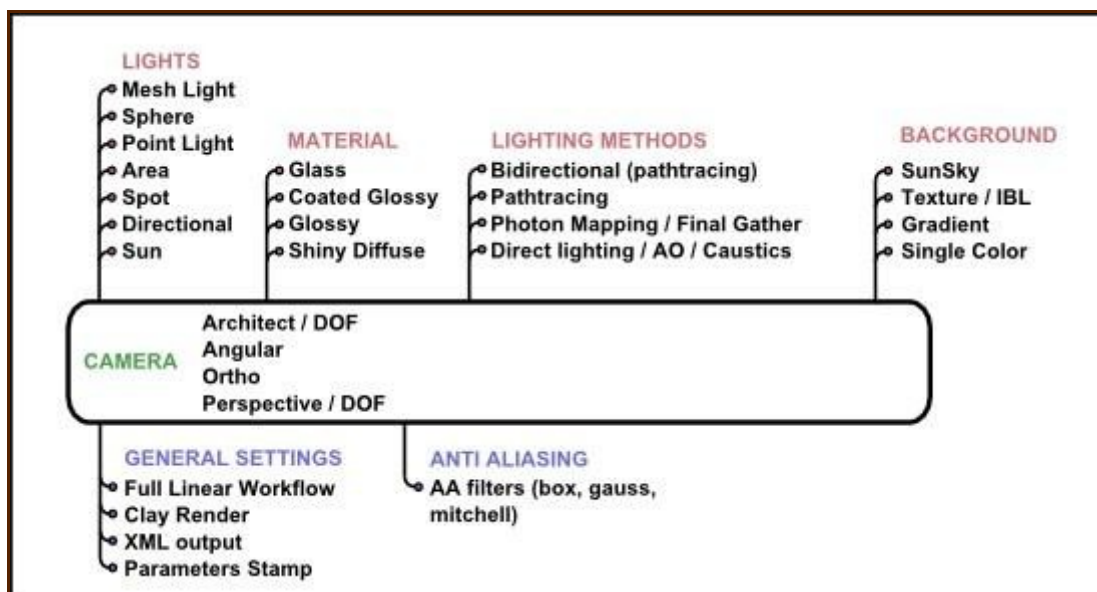 LIGHTS
Mesh Light
Sphere
Point Light
Area
Spot
Directional
Sun
MATERIAL
Glass
Coated Glossy
Glossy
Shiny Diffuse
LIGHTING METHODS
Bidirectional (pathtracing)
Pathtracing
Photon Mapping / Final Gather
Direct lighting / AO / Caustics
BACKGROUND
SunSky
Texture / IBL
Gradient
Single Color
CAMERA
Architect / DOF
Angular
Ortho
Perspective / DOF
GENERAL SETTINGS
Full Linear Workflow
Clay Render
XML output
Parameters Stamp
ANTI ALIASING
AA filters (box, gauss,
mitchell)